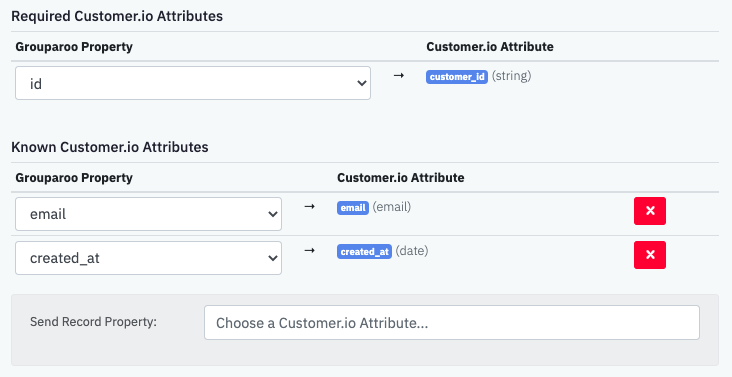 Required Customer.io Attributes
Grouparoo Property Customer.io Attribute
id → customer_id (string)
Known Customer.io Attributes
Grouparoo Property Customer.io Attribute
email → email (email) X
created_at → created_at (date) X
Send Record Property: Choose a Customer.io Attribute...